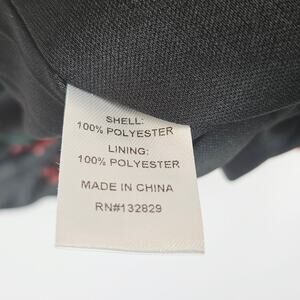 SHELL:
100% POLYESTER
LINING:
100% POLYESTER
MADE IN CHINA
RN#132829